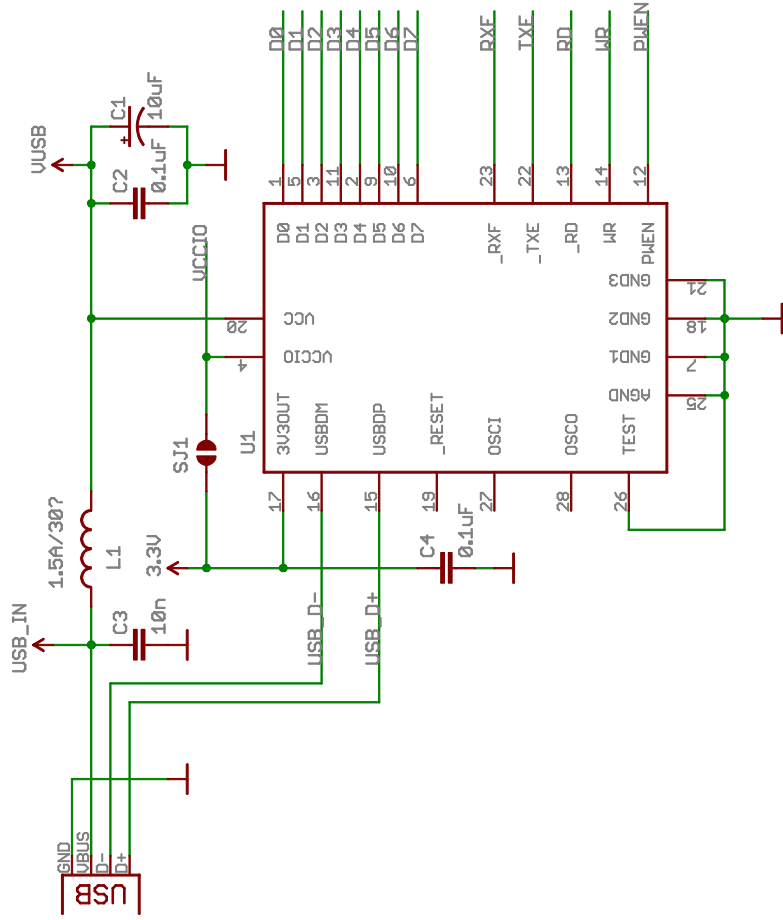 D0
D1
D2
D3
D4
D5
D6
D7
RXF
TXE
RD
WR
PWEN
VUSB
C1
10uF
+
C2
0.1uF
1
5
3
11
2
9
10
6
23
22
13
14
12
VCCIO
D0
D1
D2
D3
D4
D5
D6
D7
_RXF
_TXE
_RD
WR
PWEN
20
VCC
4
VCCIO
GND3
21
GND2
18
GND1
7
AGND
25
SJ1
U1
3V3OUT
USBDM
USBDP
_RESET
OSCI
OSCO
TEST
17
16
15
19
27
28
26
1.5A/30?
L1
3.3V
C4
0.1uF
USB_IN
C3
10n
USB_D-
USB_D+
GND
VBUS
D-
D+
USB